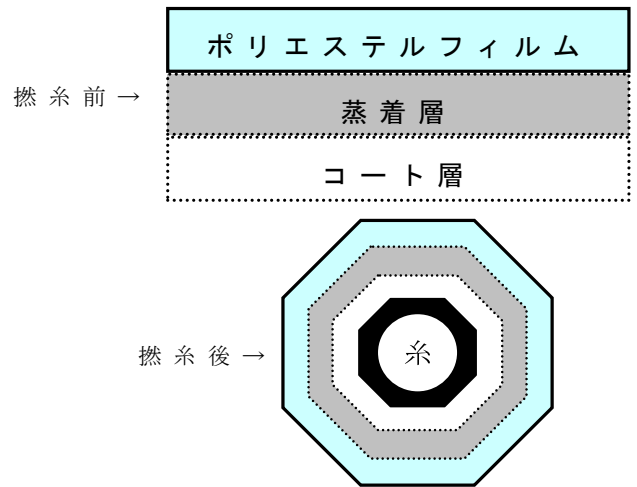 ポリエステルフィルム
撚糸前→
蒸着層
コート層
撚糸後→
糸